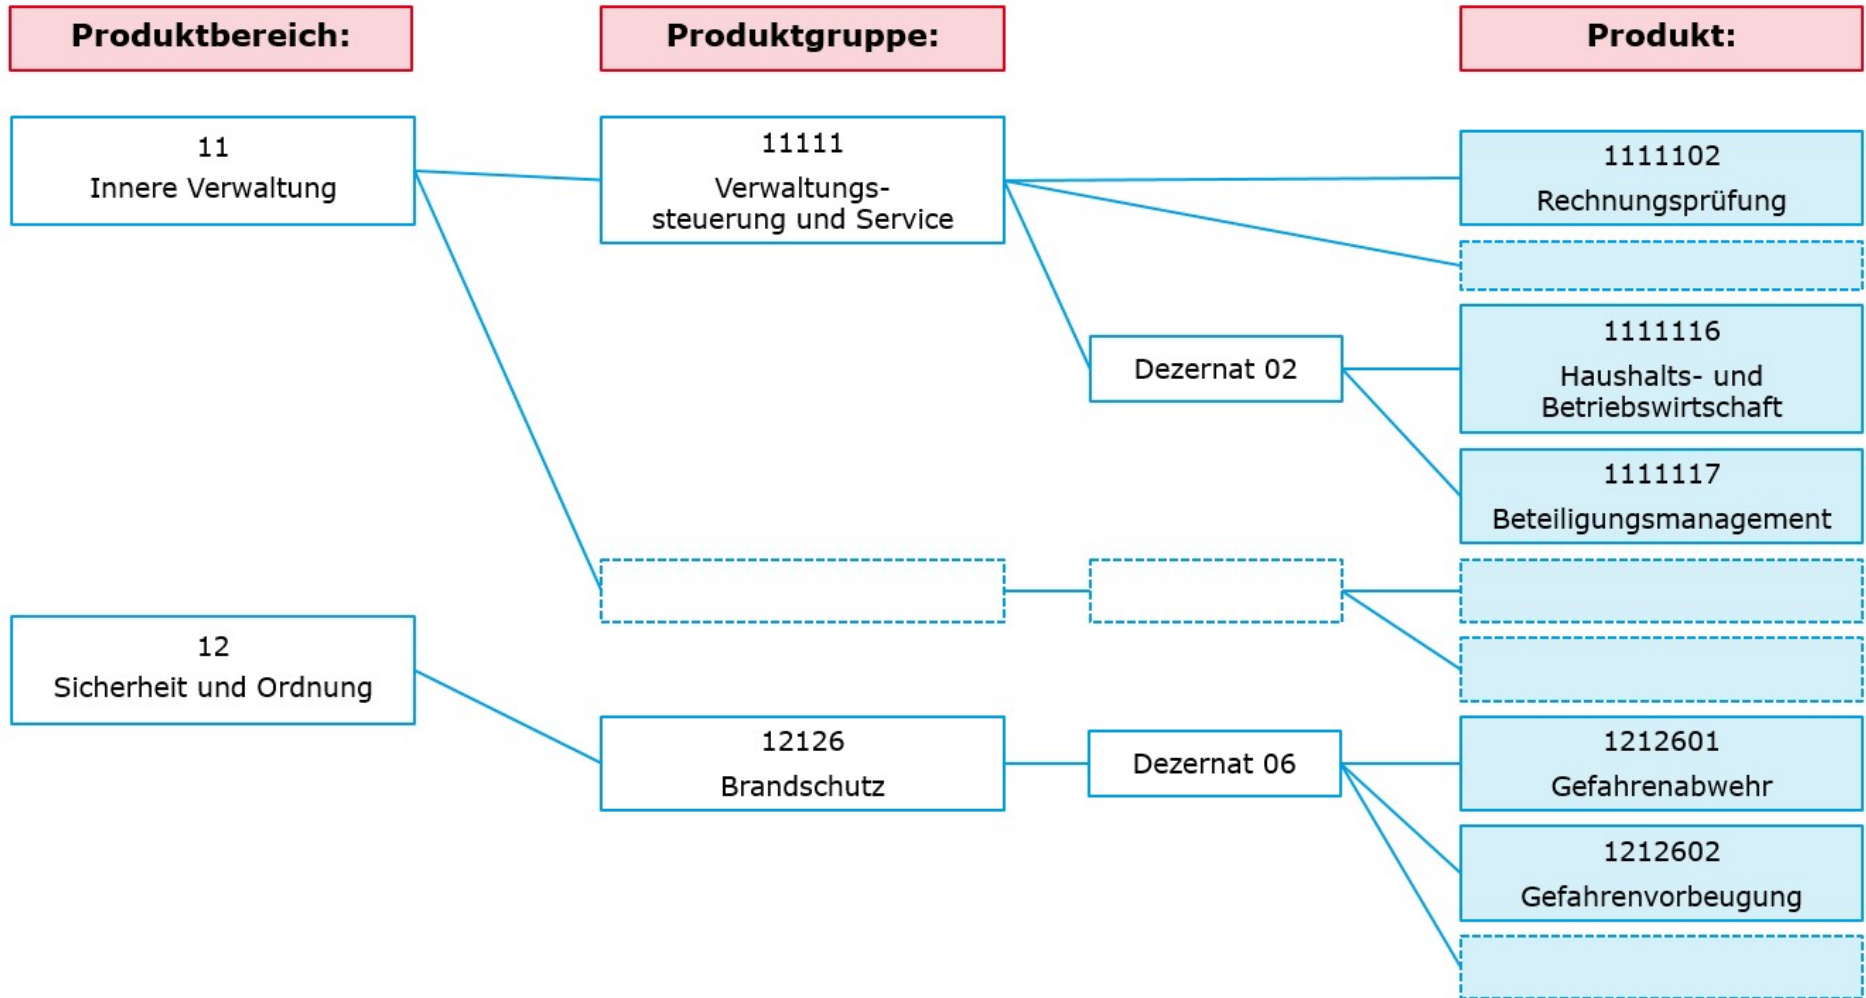 Produktbereich:
Produktgruppe:
Produkt:
11
Innere Verwaltung
11111
Verwaltungs-
steuerung und Service
1111102
Rechnungsprüfung
Dezernat 02
1111116
Haushalts- und
Betriebswirtschaft
1111117
Beteiligungsmanagement
12
Sicherheit und Ordnung
12126
Brandschutz
Dezernat 06
1212601
Gefahrenabwehr
1212602
Gefahrenvorbeugung